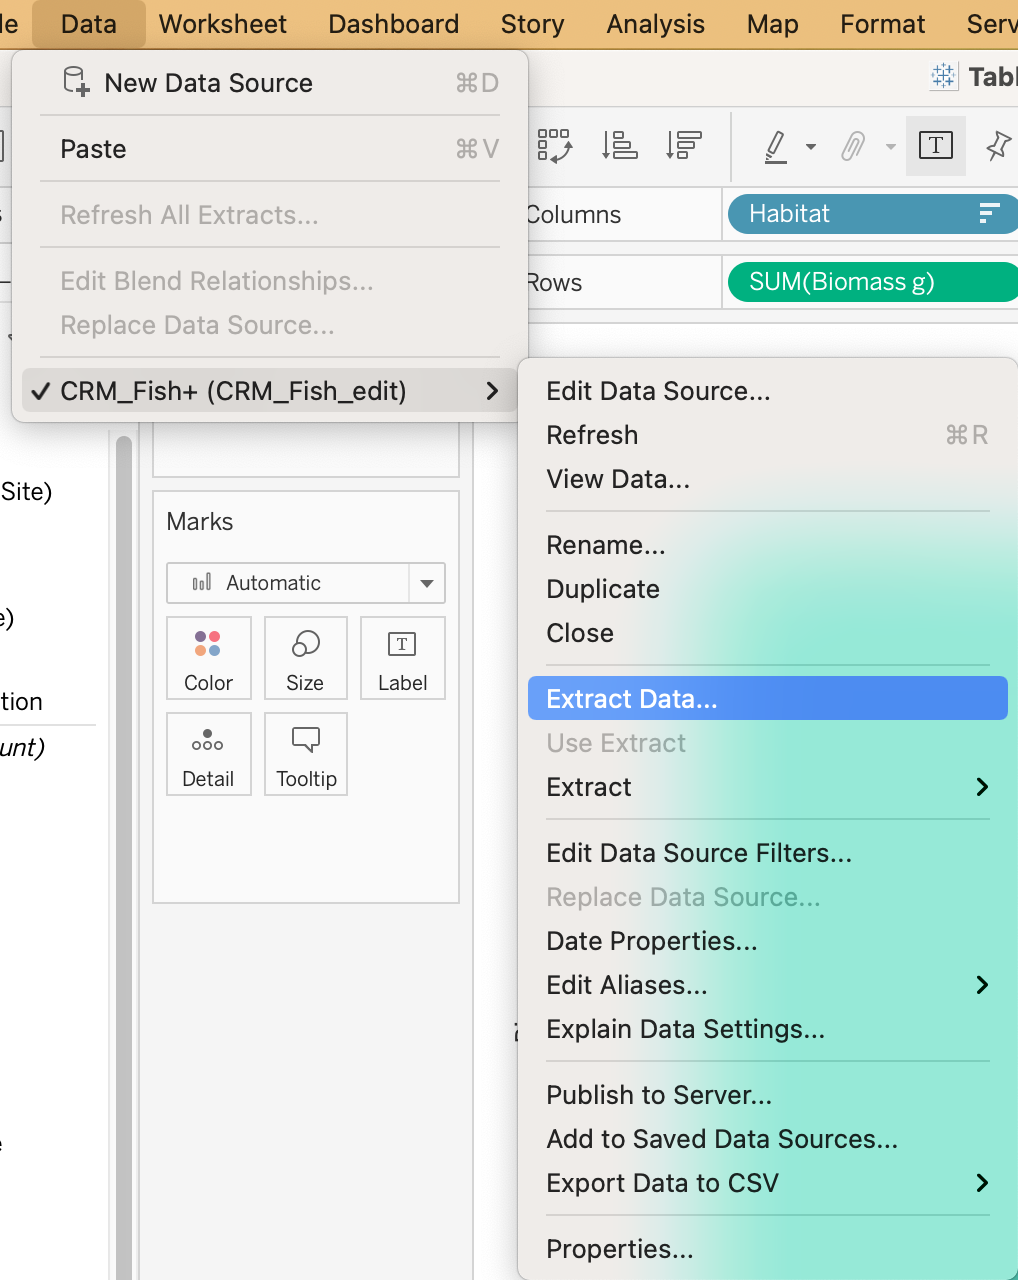 le Data Worksheet Dashboard Story Analysis Map Format Serv
Tabl
New Data Source ⌘D
Paste ⌘V
Refresh All Extracts...
Edit Blend Relationships...
Replace Data Source...
✓ CRM_Fish+ (CRM_Fish_edit)
Columns
Habitat
Rows
SUM(Biomass g)
Site)
e)
tion
unt)
e
Marks
Automatic
Color
Size
T
Label
Detail
Tooltip
Edit Data Source...
Refresh ⌘R
View Data...
Rename...
Duplicate
Close
Extract Data...
Use Extract
Extract
Edit Data Source Filters...
Replace Data Source...
Date Properties...
Edit Aliases...
Explain Data Settings...
Publish to Server...
Add to Saved Data Sources...
Export Data to CSV
Properties...